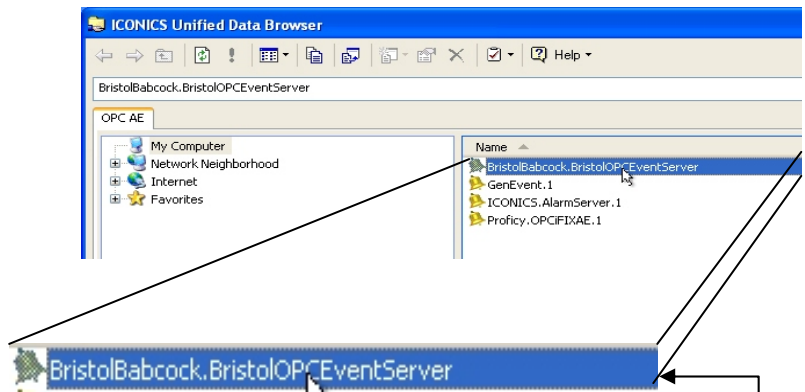 ICONICS Unified Data Browser
Help
BristolBabcock.BristolOPCEventServer
OPC AE
My Computer
Network Neighborhood
Internet
Favorites
Name
BristolBabcock.BristolOPCEventServer
GenEvent.1
ICONICS.AlarmServer.1
Proficy.OPCiFIXAE.1
BristolBabcock.BristolOPCEventServer